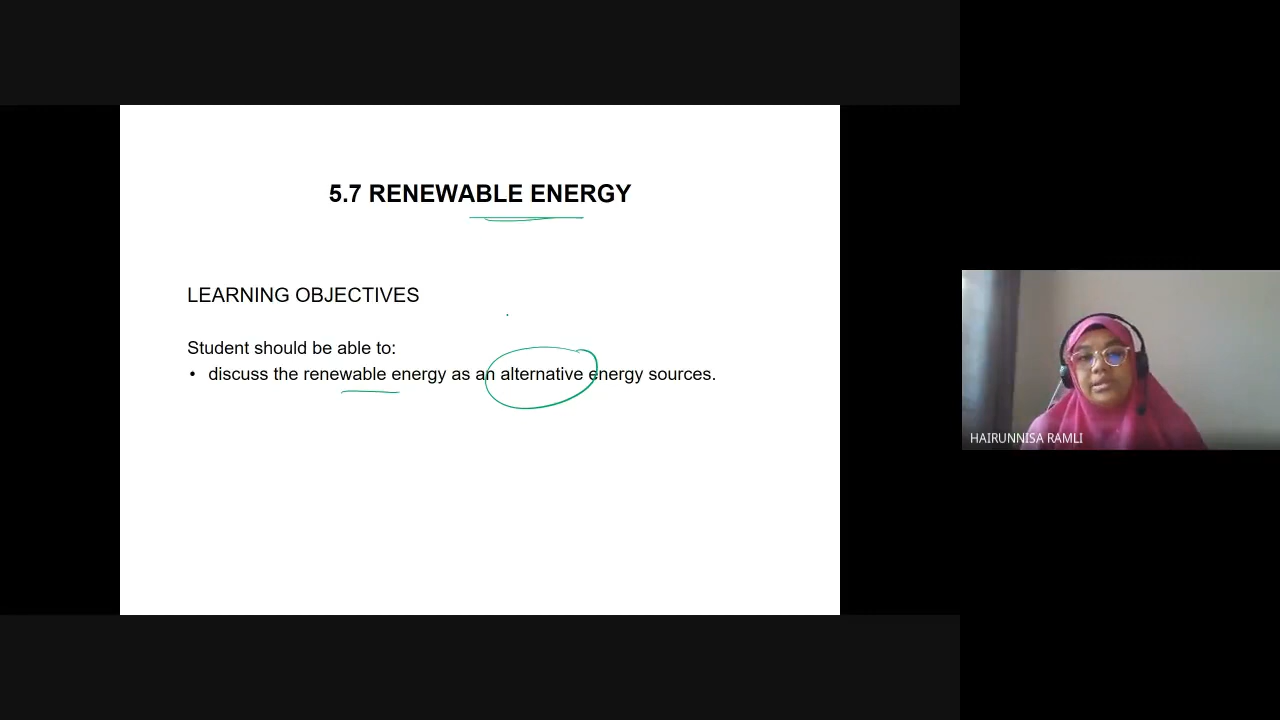 5.7 RENEWABLE ENERGY
LEARNING OBJECTIVES
Student should be able to:
• discuss the renewable energy as an alternative energy sources.
HAIRUNNISA RAMLI